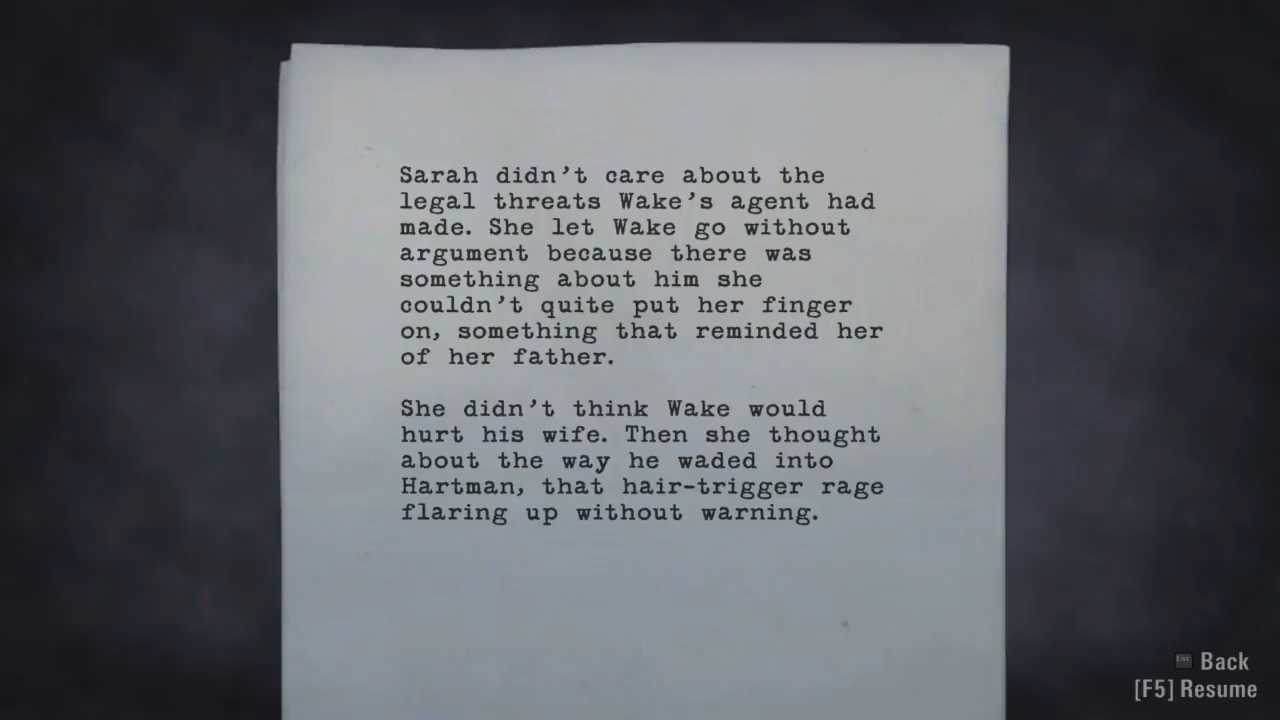 Sarah didn’t care about the
legal threats Wake’s agent had
made. She let Wake go without
argument because there was
something about him she
couldn’t quite put her finger
on, something that reminded her
of her father.
She didn’t think Wake would
hurt his wife. Then she thought
about the way he waded into
Hartman, that hair-trigger rage
flaring up without warning.
Esc Back
[F5] Resume